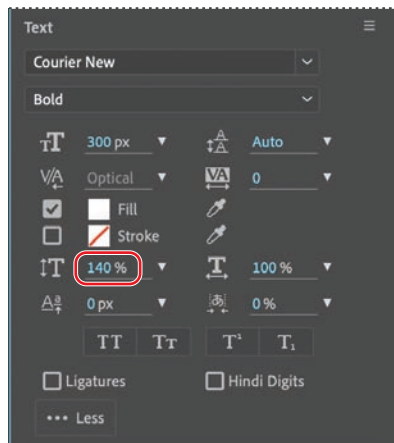 Text
Courier New
Bold
300 px Auto
Optical 0
Fill
Stroke
140 % 100 %
0 px 0 %
TT Tт T¹ T₁
Ligatures Hindi Digits
Less